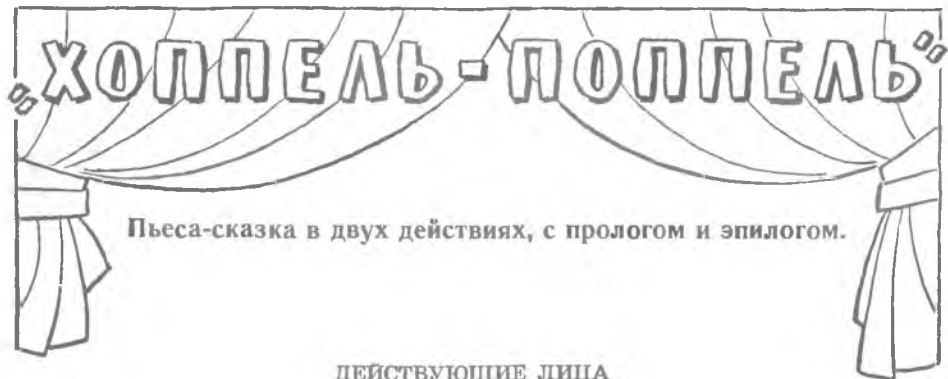 "ХОППЕЛЬ-ПОППЕЛЬ"
Пьеса-сказка в двух действиях, с прологом и эпилогом.
ДЕЙСТВУЮЩИЕ ЛИЦА